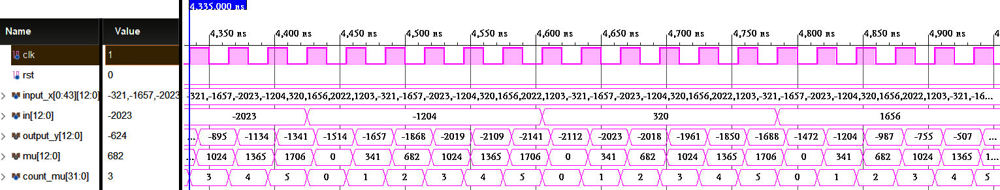 4,335.000 ns
4,350 ns 4,400 ns 4,450 ns 4,500 ns 4,550 ns 4,600 ns 4,650 ns 4,700 ns 4,750 ns 4,800 ns 4,850 ns 4,900 ns 4
Name Value
clk 1
rst 0
input_x[0:43][12:0] -321,-1657,-2023 -321,-1657,-2023,-1204,320,1656,2022,1203,-321,-1657,-2023,-1204,320,1656,2022,1203,-321,-1657,-2023,-1204,320,1656,2022,1203,-321,-16...
in[12:0] -2023 -2023 -1204 320 1656
output_y[12:0] -624 ... -895 -1134 -1341 -1514 -1657 -1868 -2019 -2109 -2141 -2112 -2023 -2018 -1961 -1850 -1688 -1472 -1204 -987 -755 -507 ...
mu[12:0] 682 ... 1024 1365 1706 0 341 682 1024 1365 1706 0 341 682 1024 1365 1706 0 341 682 1024 1365 1...
count_mu[31:0] 3 3 4 5 0 1 2 3 4 5 0 1 2 3 4 5 0 1 2 3 4 5